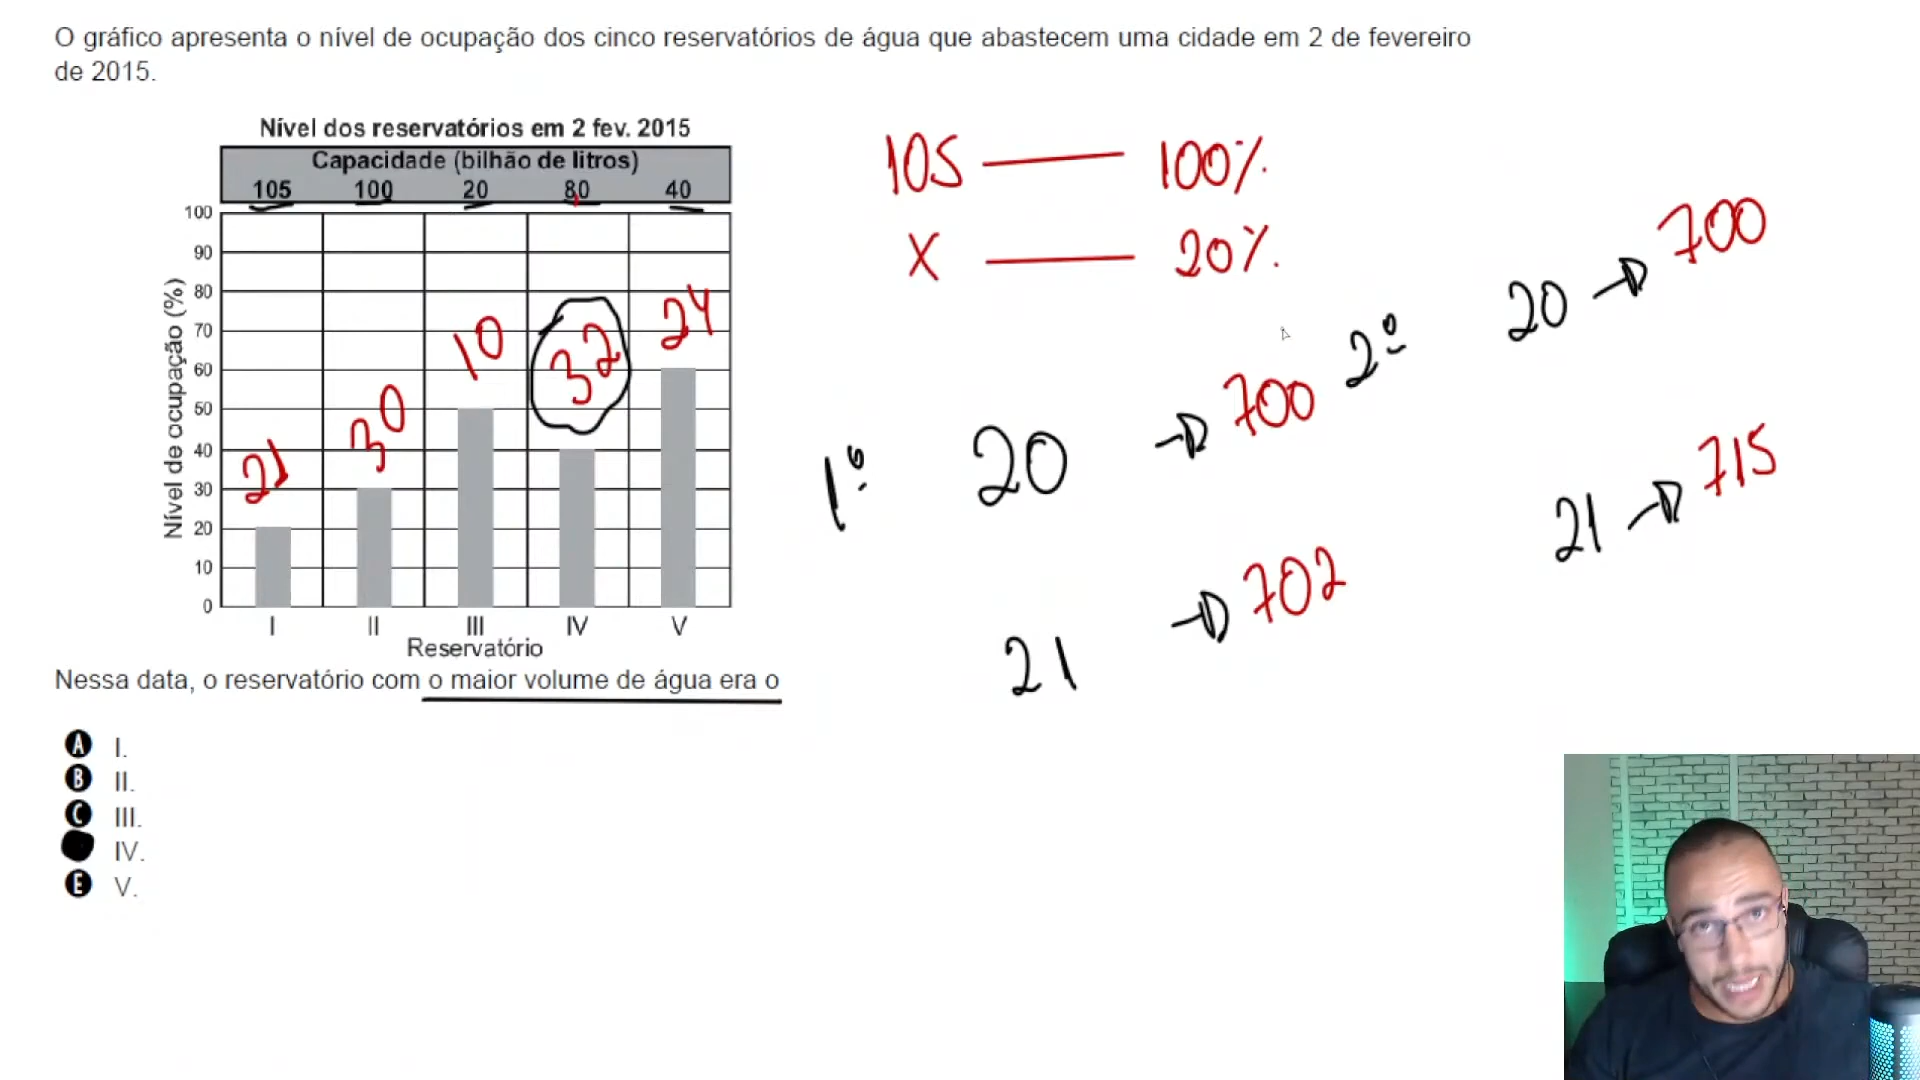 O gráfico apresenta o nível de ocupação dos cinco reservatórios de água que abastecem uma cidade em 2 de fevereiro
de 2015.
Nível dos reservatórios em 2 fev. 2015
Capacidade (bilhão de litros)
105 100 20 80 40
Nível de ocupação (%)
100
90
80
70
60
50
40
30
20
10
0
21 30 10 32 24
I II III IV V
Reservatório
Nessa data, o reservatório com o maior volume de água era o
A I.
B II.
C III.
IV.
E V.
105 100%
X 20%
1º 20 → 700
21 → 702
2º 20 → 700
21 → 715